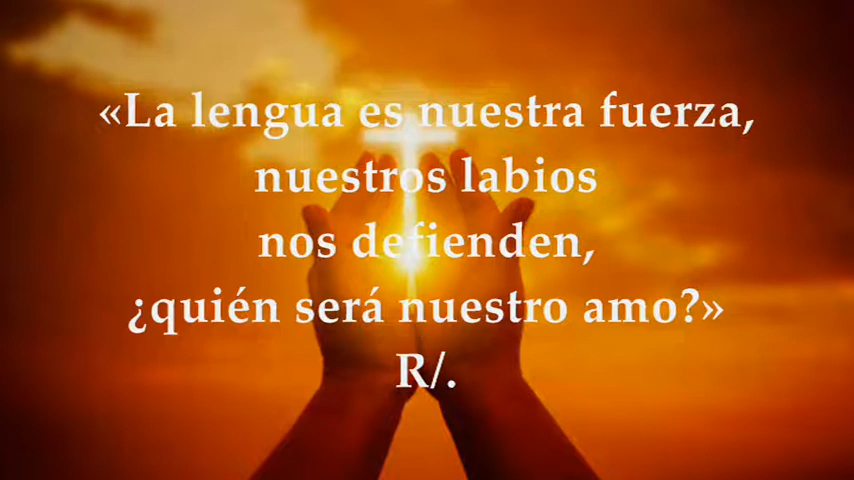 «La lengua es nuestra fuerza,
nuestros labios
nos defienden,
¿quién será nuestro amo?»
R/.